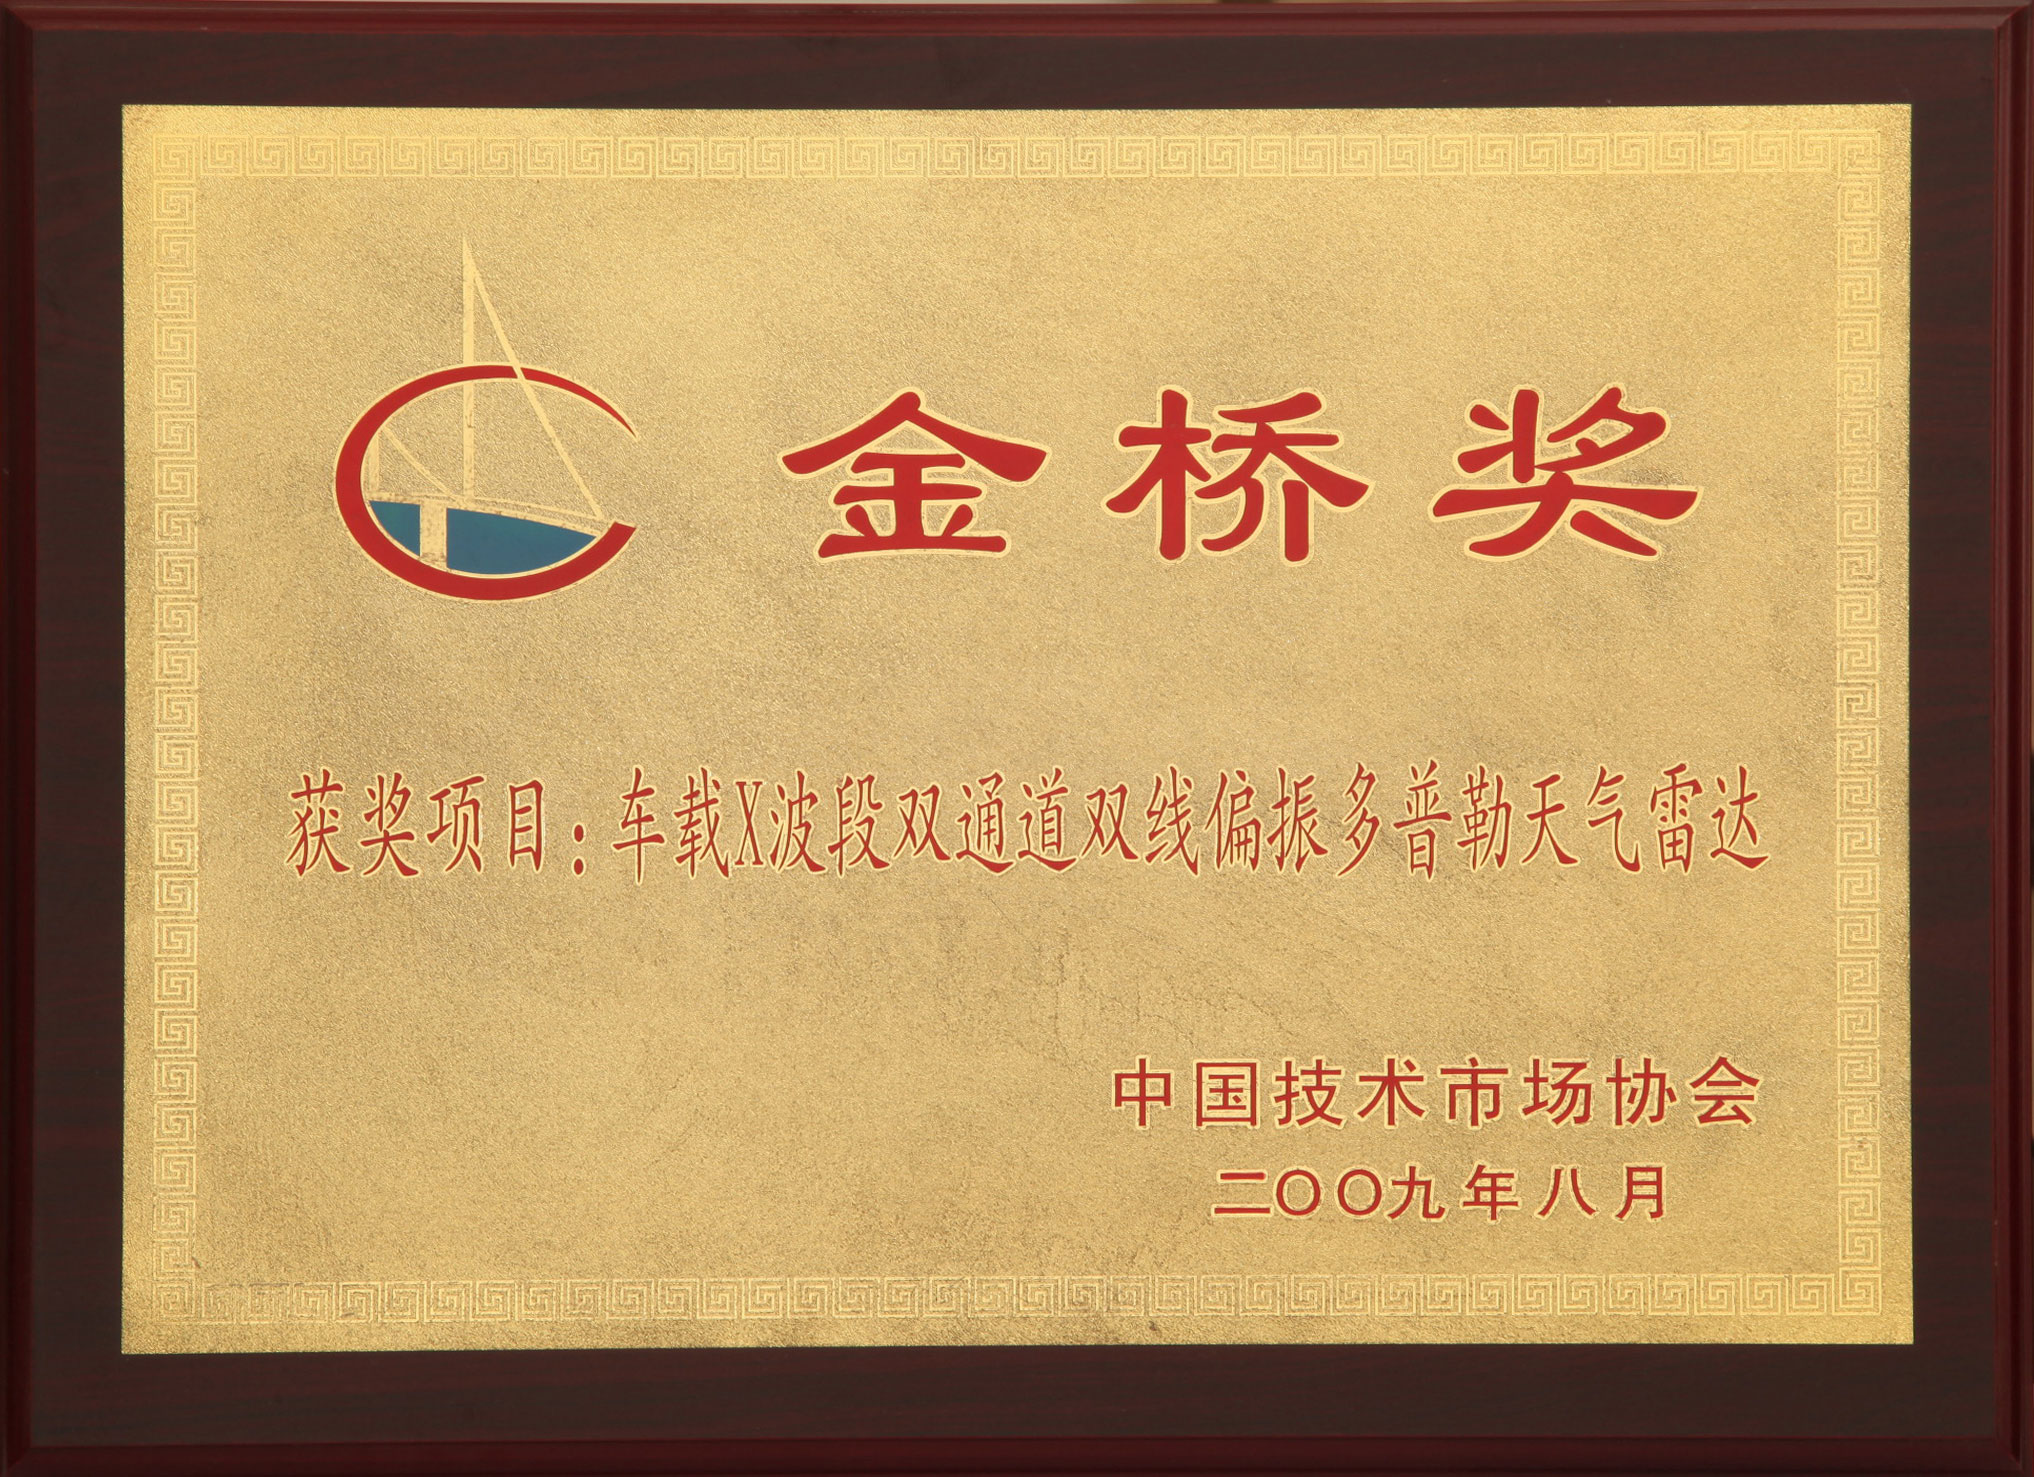 金桥奖
获奖项目：车载X波段双通道双线偏振多普勒天气雷达
中国技术市场协会
二〇〇九年八月